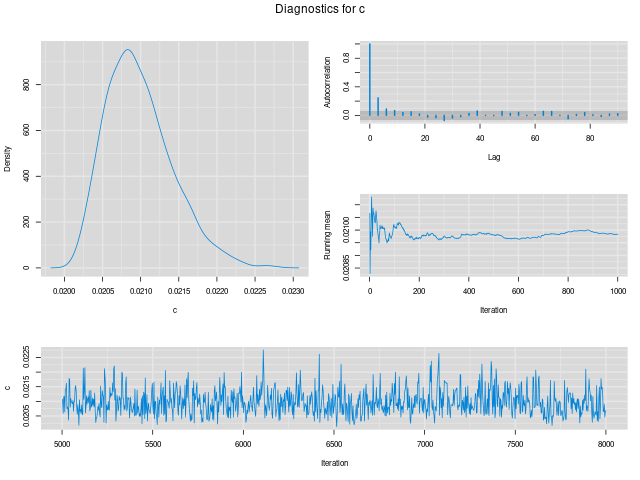 Diagnostics for c
Density
0 200 400 600 800
0.0200 0.0205 0.0210 0.0215 0.0220 0.0225 0.0230
c
Autocorrelation
0.0 0.4 0.8
0 20 40 60 80
Lag
Running mean
0.02085 0.02100
0 200 400 600 800 1000
Iteration
c
0.0205 0.0215 0.0225
5000 5500 6000 6500 7000 7500 8000
Iteration